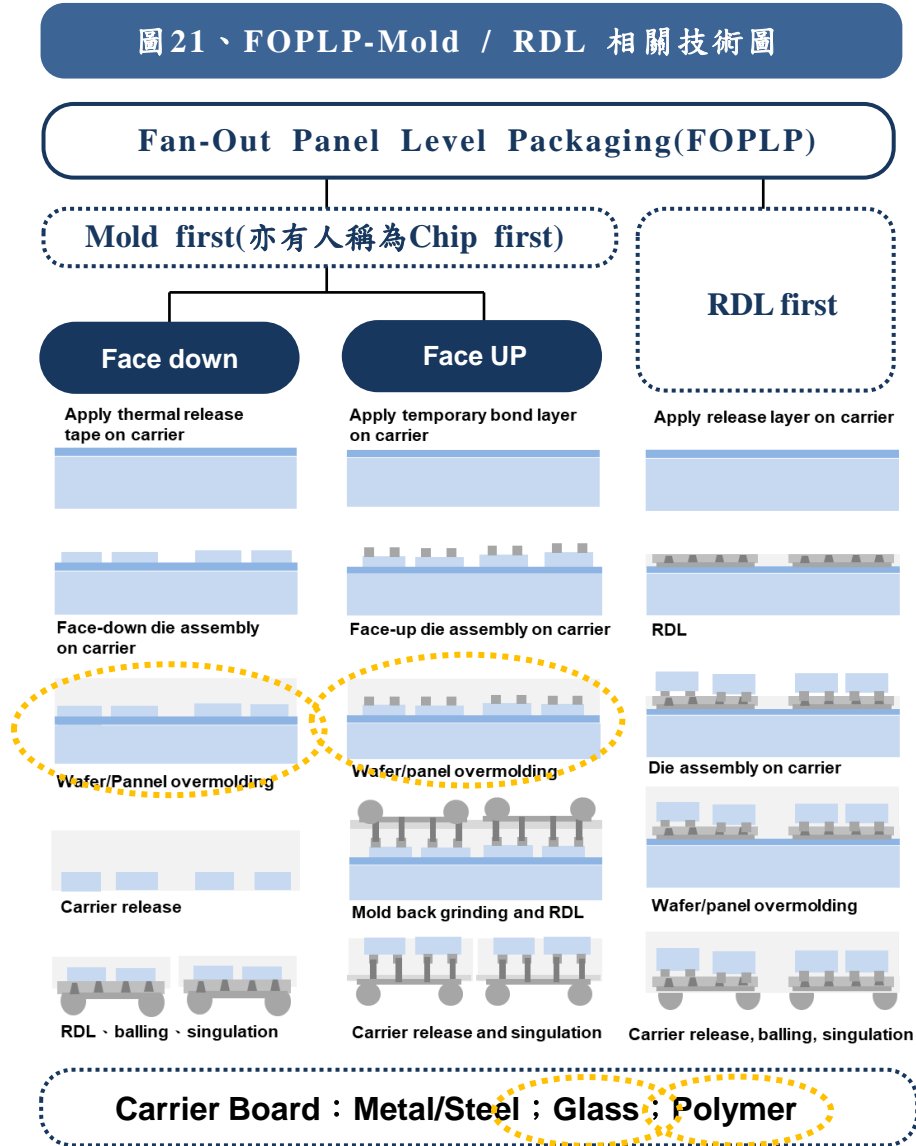 圖21、FOPLP-Mold / RDL 相關技術圖
Fan-Out Panel Level Packaging(FOPLP)
Mold first(亦有人稱為Chip first)
RDL first
Face down
Face UP
Apply thermal release
tape on carrier
Face-down die assembly
on carrier
Wafer/Pannel overmolding
Carrier release
RDL、balling、singulation
Apply temporary bond layer
on carrier
Face-up die assembly on carrier
Wafer/panel overmolding
Mold back grinding and RDL
Carrier release and singulation
Apply release layer on carrier
RDL
Die assembly on carrier
Wafer/panel overmolding
Carrier release, balling, singulation
Carrier Board：Metal/Steel；Glass；Polymer